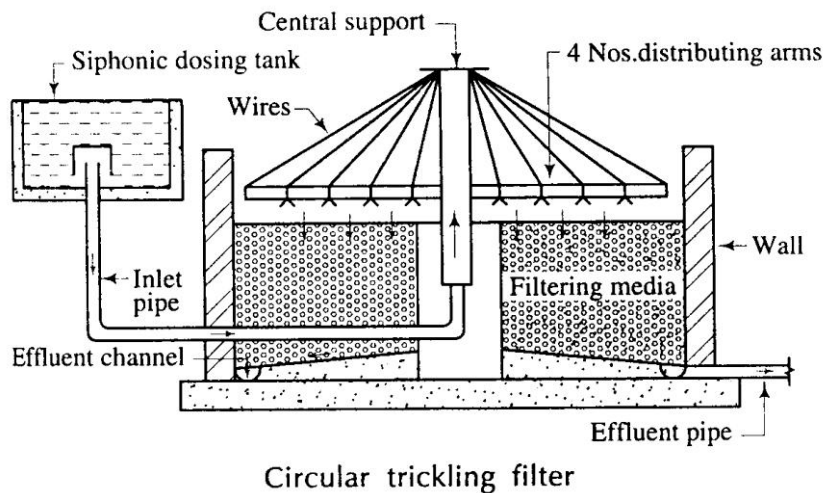 Central support
Siphonic dosing tank
4 Nos.distributing arms
Wires
Wall
Inlet
pipe
Filtering media
Effluent channel
Effluent pipe
Circular trickling filter